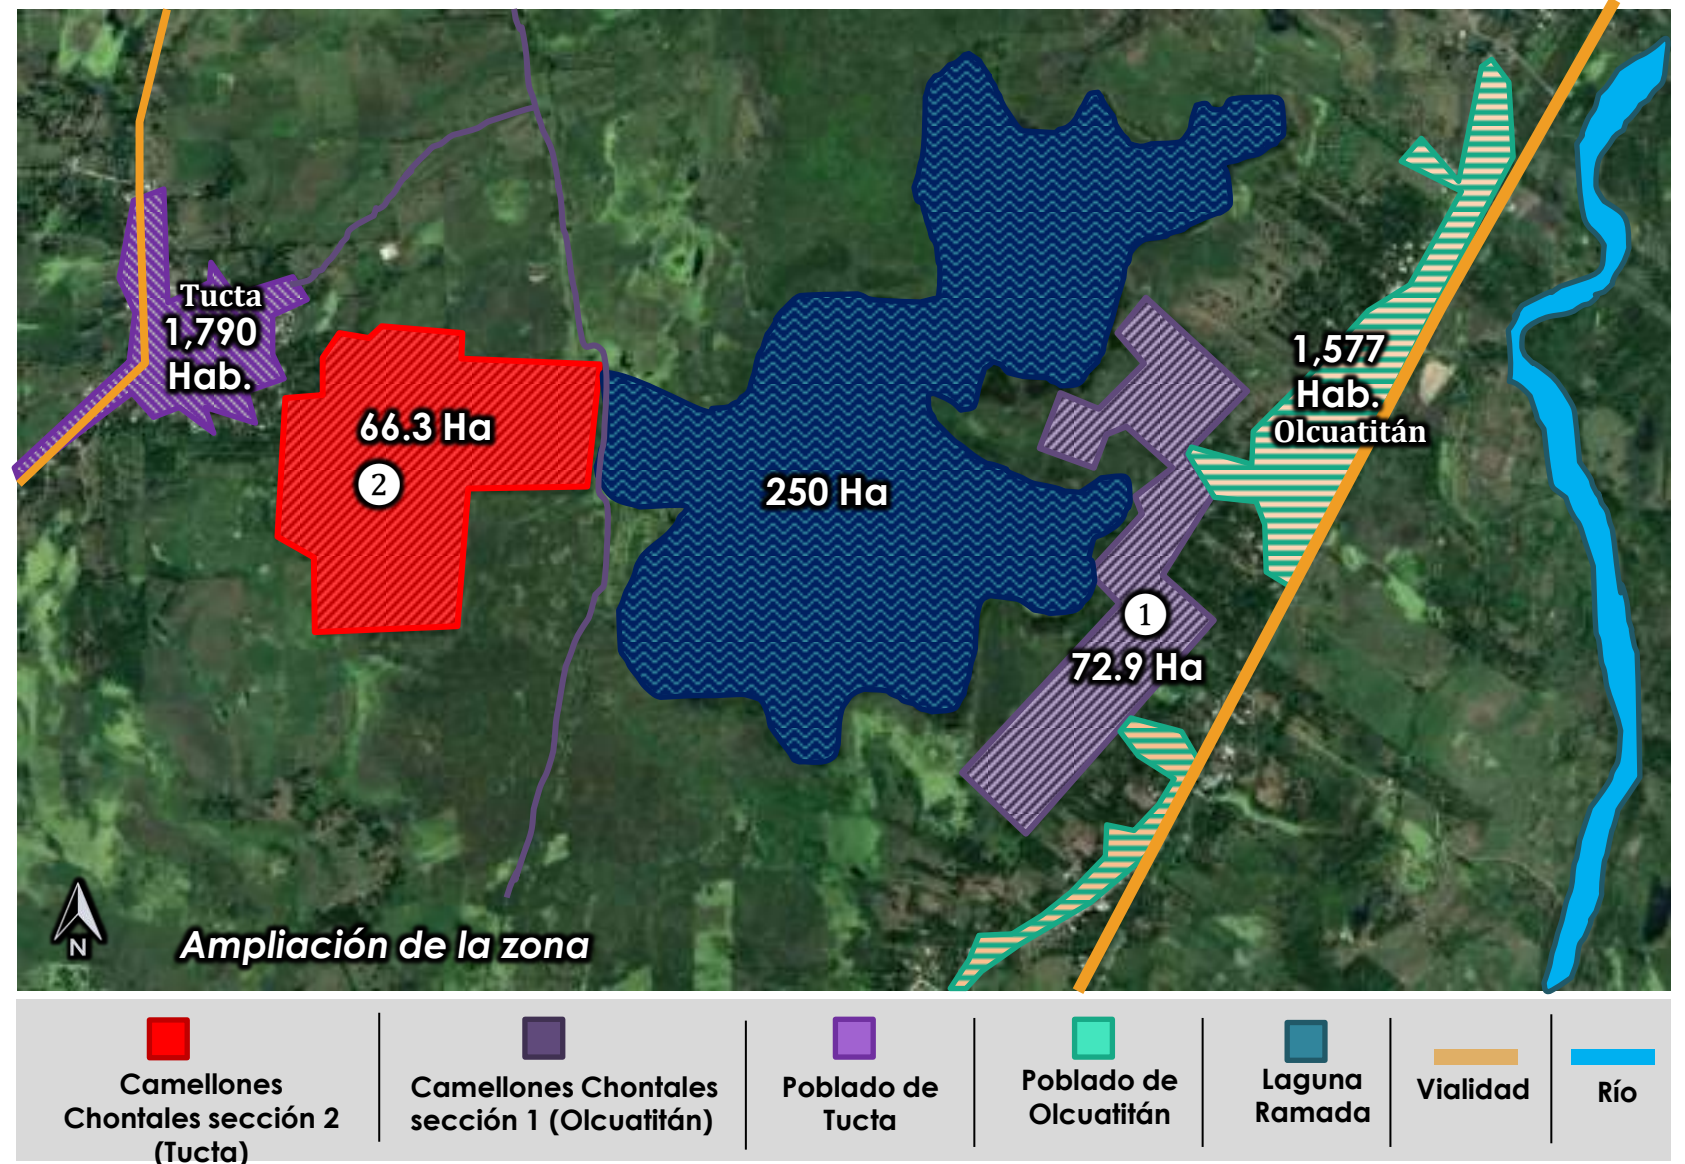 Tucta
1,790
Hab.
66.3 Ha
2
250 Ha
1,577
Hab.
Olcuatitán
1
72.9 Ha
N
Ampliación de la zona
Camellones
Chontales sección 2
(Tucta)
Camellones Chontales
sección 1 (Olcuatitán)
Poblado de
Tucta
Poblado de
Olcuatitán
Laguna
Ramada
Vialidad
Río